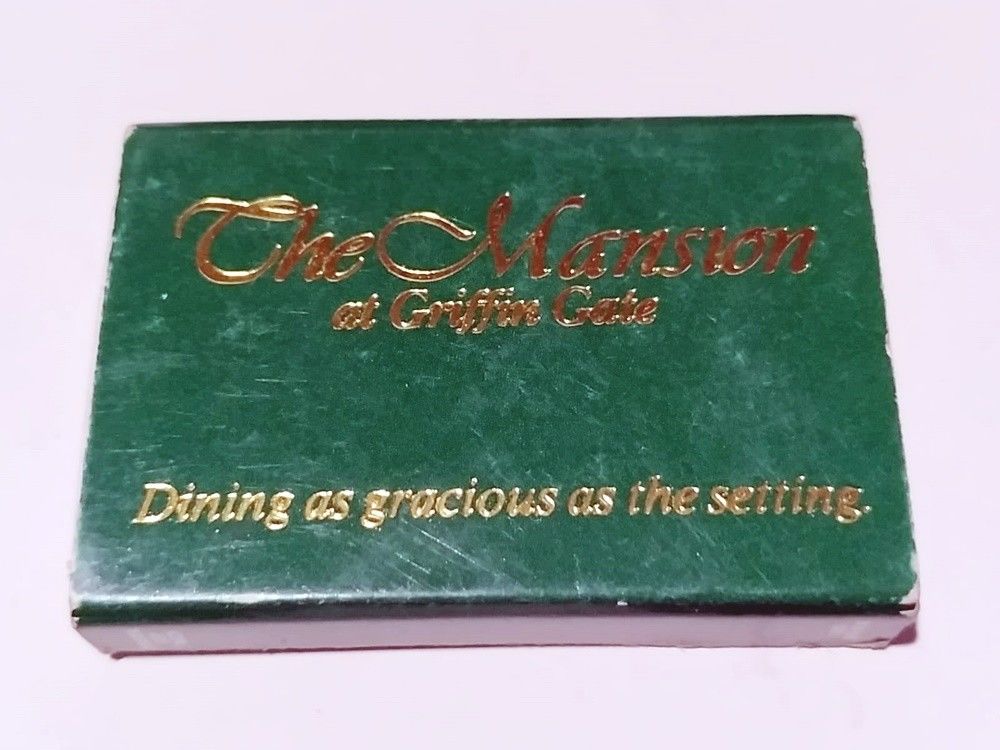 The Mansion
at Griffin Gate
Dining as gracious as the setting.